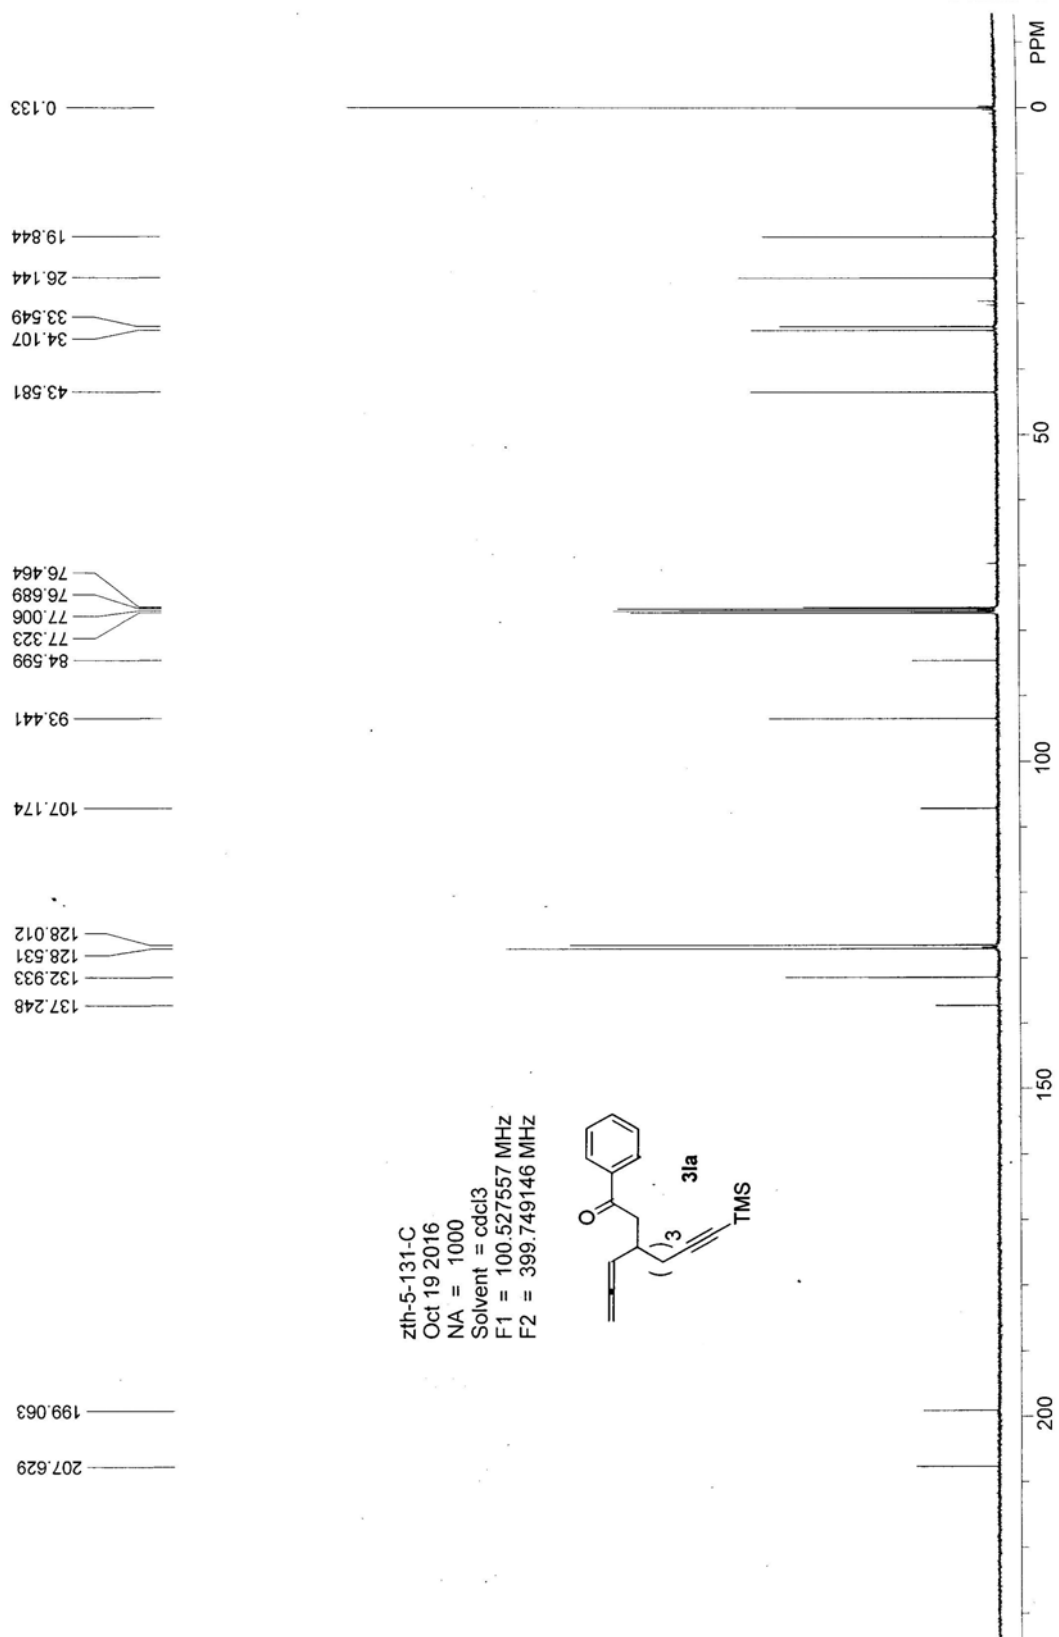 207.629
199.063
137.248
132.933
128.531
128.012
107.174
93.441
84.599
77.323
77.006
76.689
76.464
43.581
34.107
33.549
26.144
19.844
0.133
zth-5-131-C
Oct 19 2016
NA = 1000
Solvent = cdcl3
F1 = 100.527557 MHz
F2 = 399.749146 MHz
O
3
TMS
3la
200
150
100
50
0
PPM